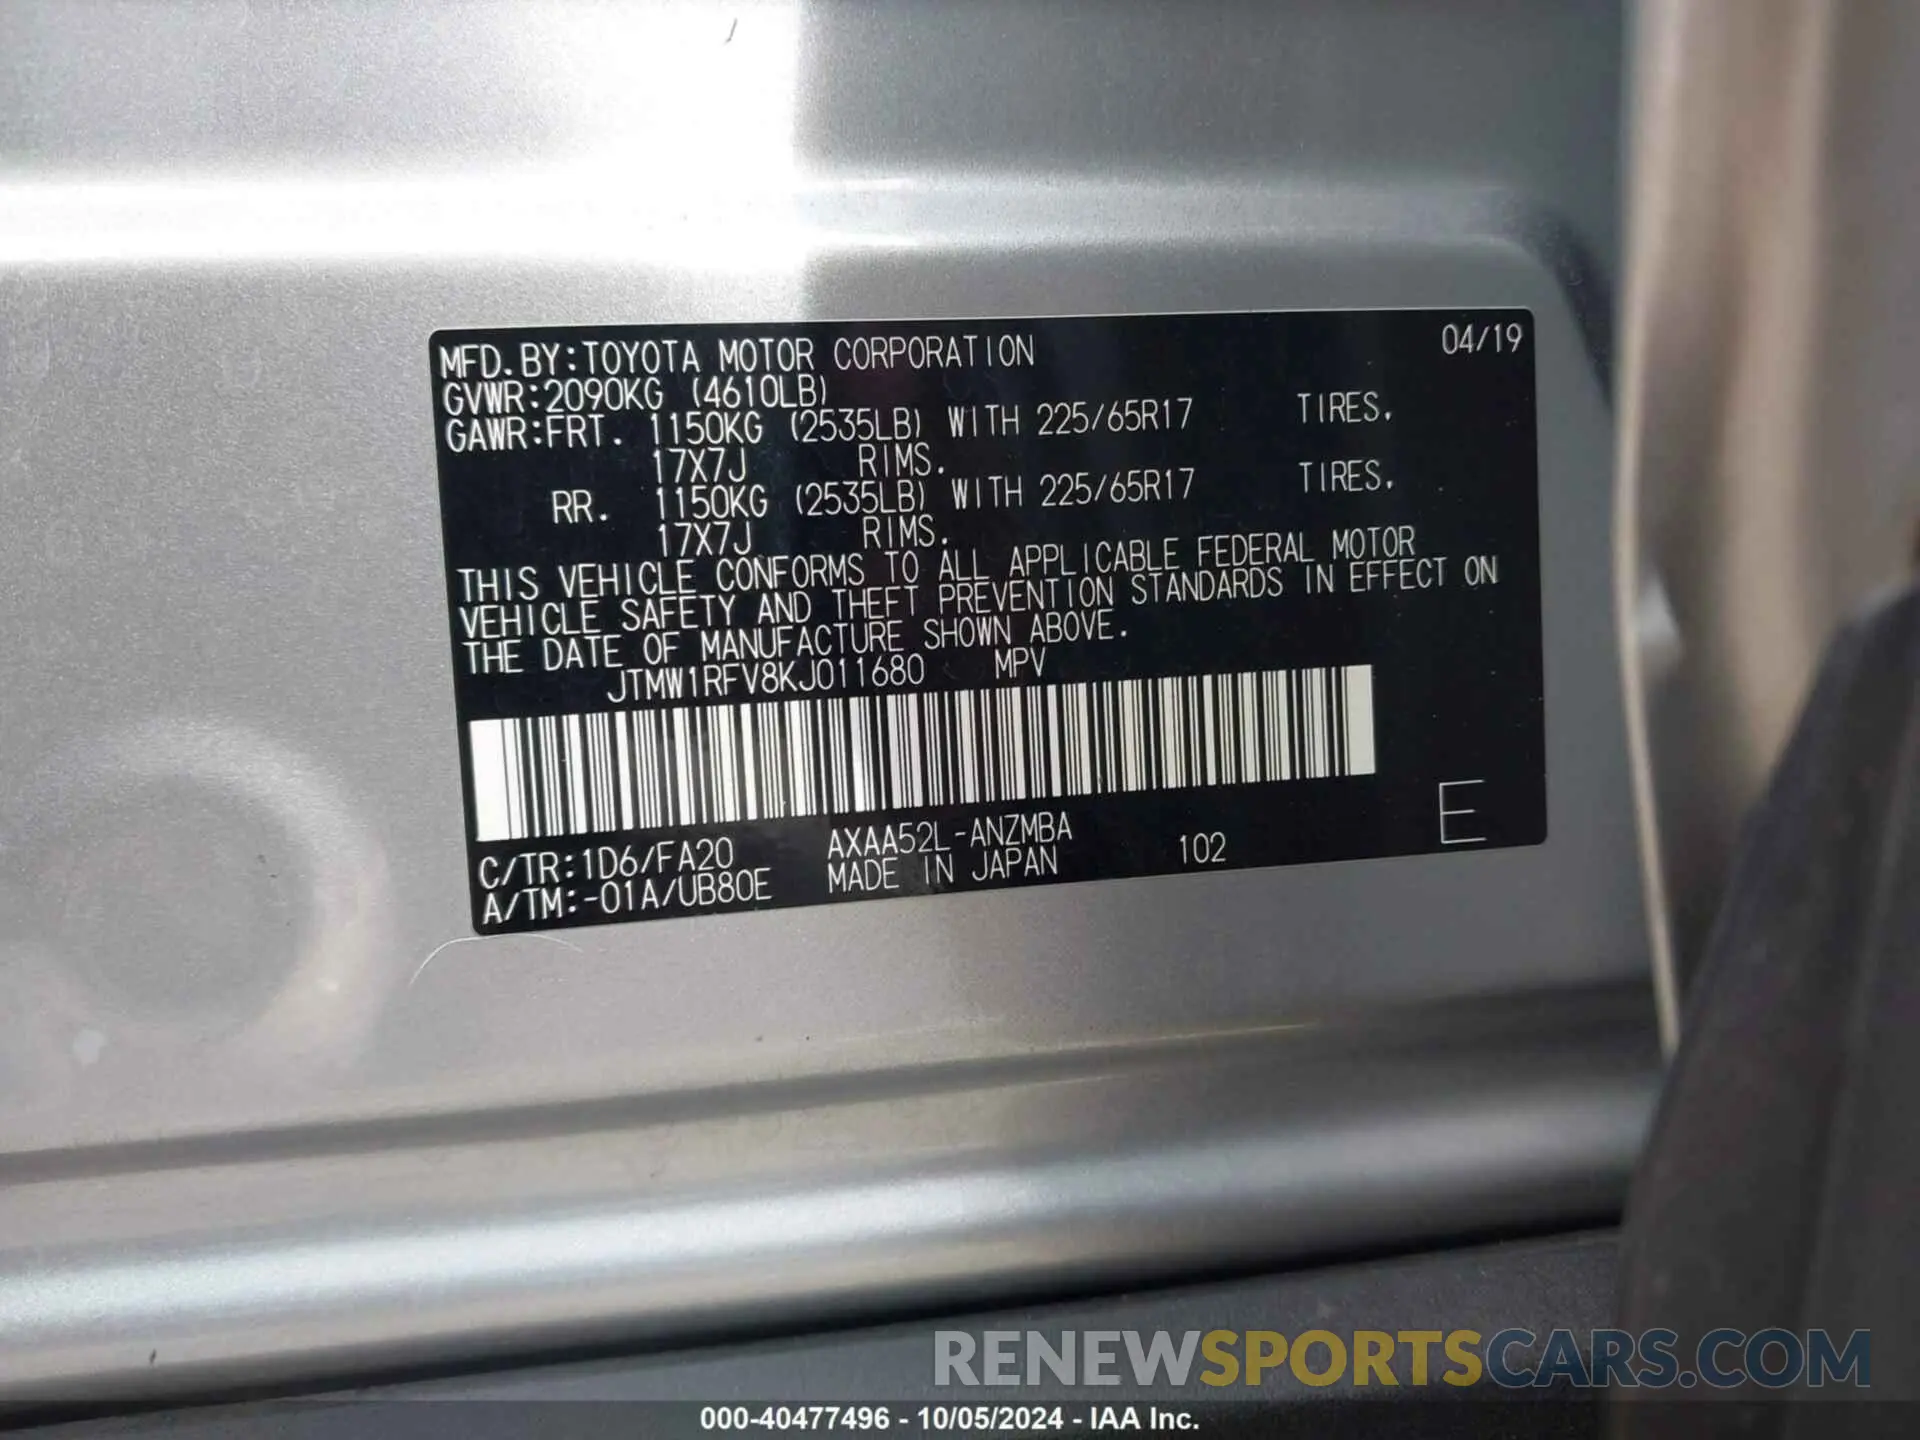 MFD.BY:TOYOTA MOTOR CORPORATION 04/19
GVWR:2090KG (4610LB)
GAWR:FRT. 1150KG (2535LB) WITH 225/65R17 TIRES,
17X7J RIMS.
RR. 1150KG (2535LB) WITH 225/65R17 TIRES,
17X7J RIMS.
THIS VEHICLE CONFORMS TO ALL APPLICABLE FEDERAL MOTOR
VEHICLE SAFETY AND THEFT PREVENTION STANDARDS IN EFFECT ON
THE DATE OF MANUFACTURE SHOWN ABOVE.
JTMW1RFV8KJ011680 MPV
C/TR:1D6/FA20 AXAA52L-ANZMBA
A/TM:-01A/UB80E MADE IN JAPAN 102 E
RENEWSPORTSCARS.COM
000-40477496 - 10/05/2024 - IAA Inc.